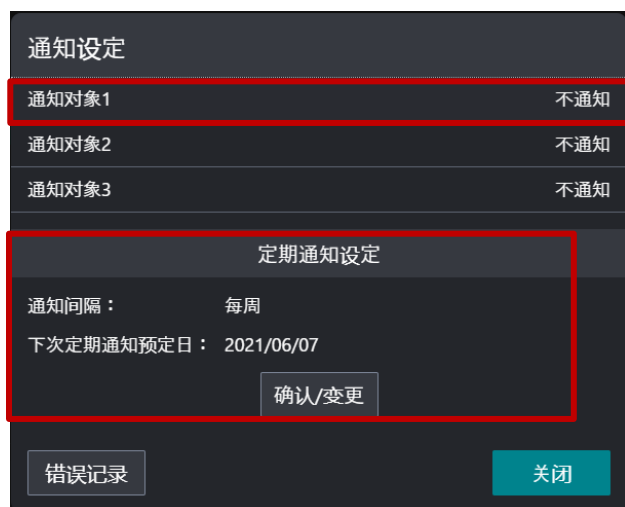 通知设定
通知对象1 不通知
通知对象2 不通知
通知对象3 不通知
定期通知设定
通知间隔： 每周
下次定期通知预定日： 2021/06/07
确认/变更
错误记录 关闭